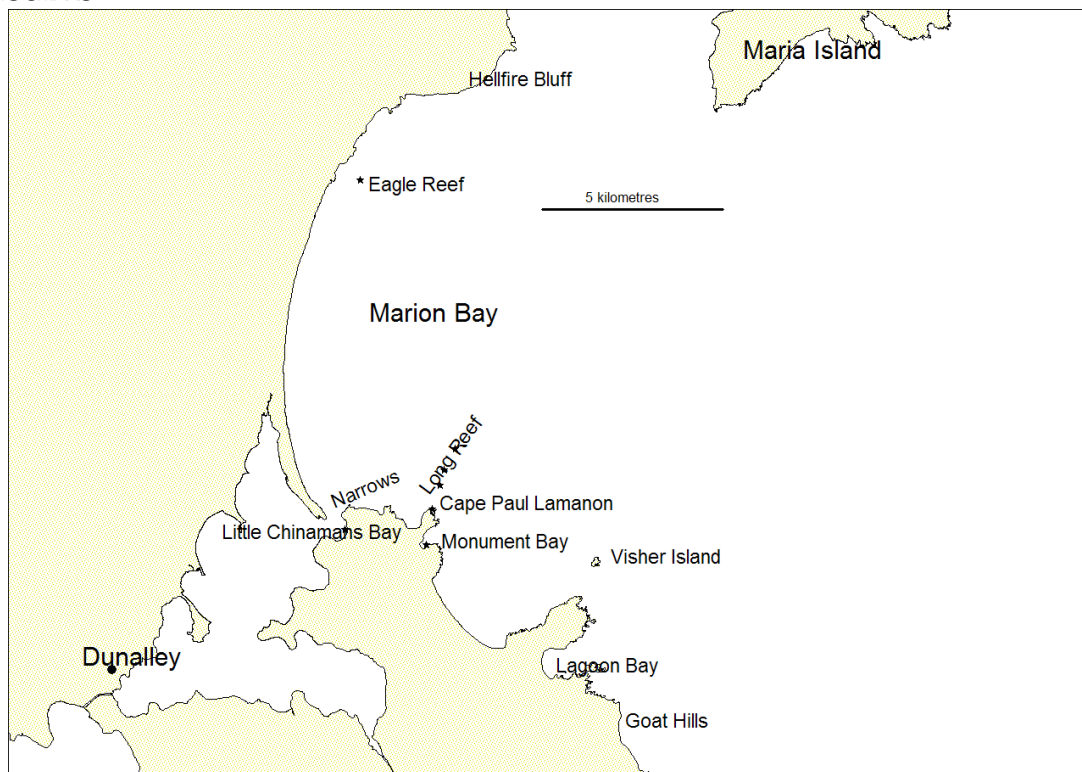 Maria Island
Hellfire Bluff
Eagle Reef
5 kilometres
Marion Bay
Long Reef
Narrows
Cape Paul Lamanon
Little Chinamans Bay
Monument Bay
Visher Island
Dunalley
Lagoon Bay
Goat Hills